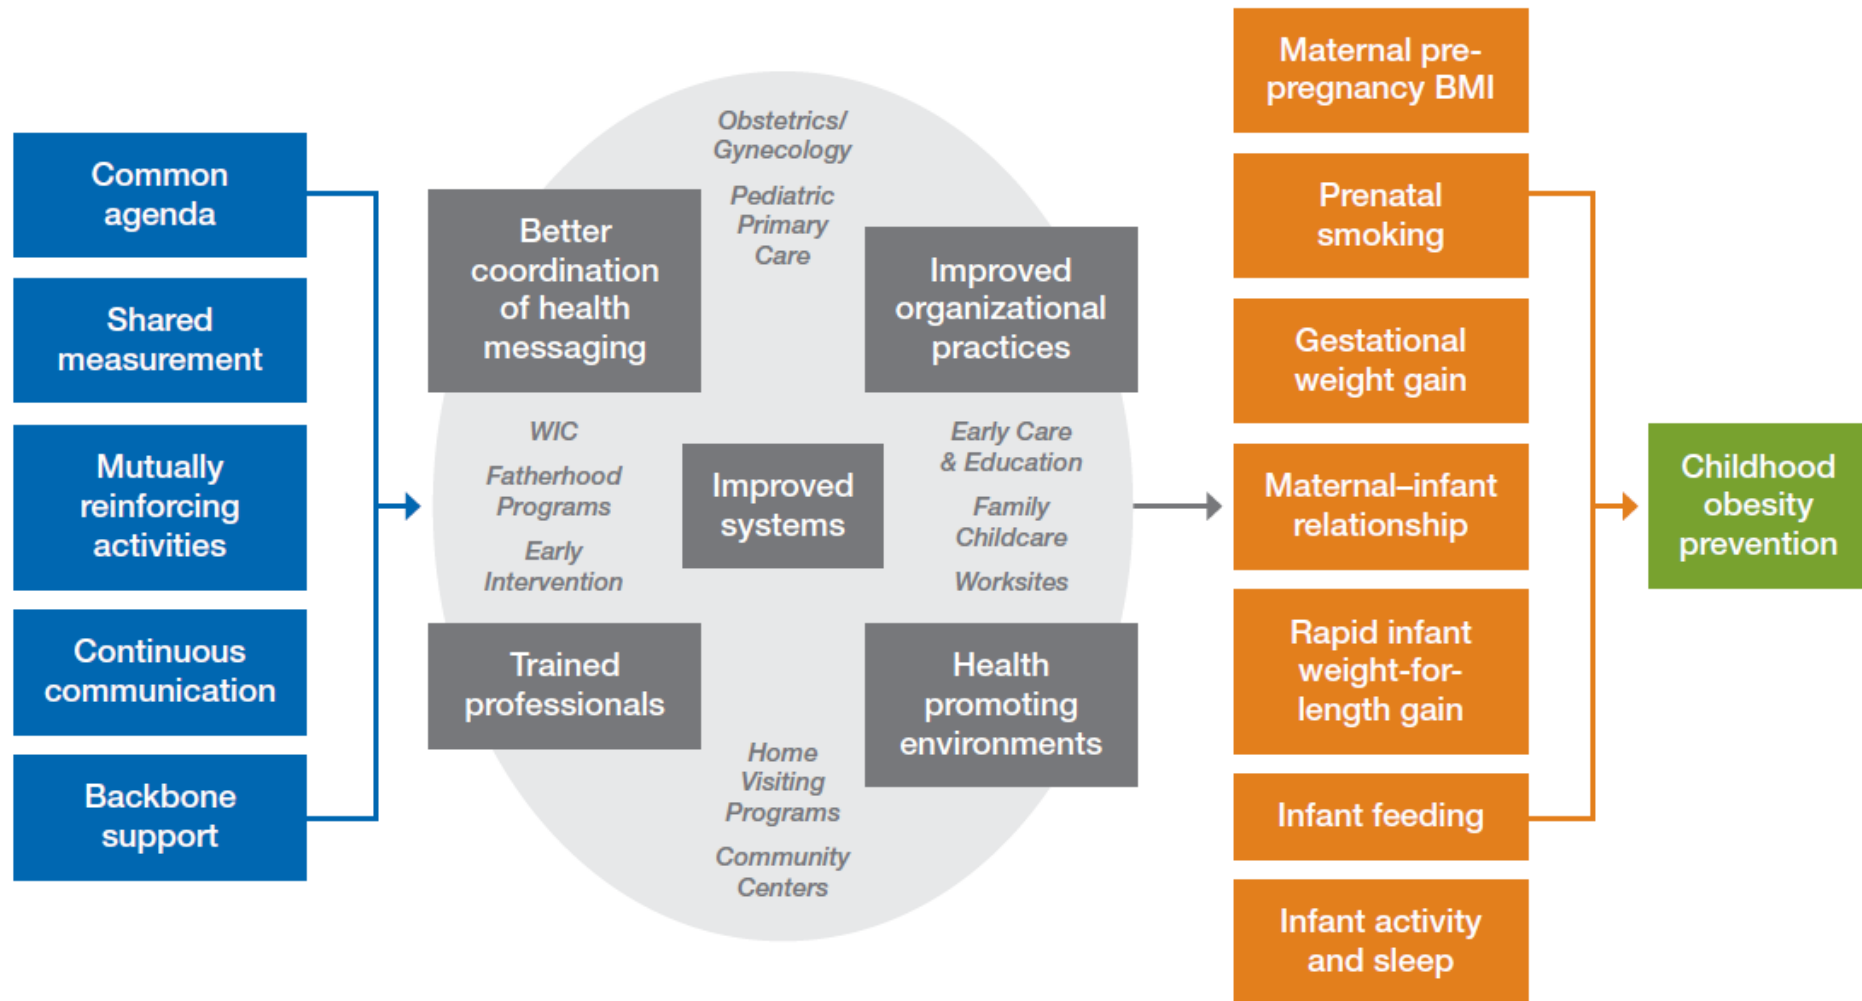 Common
agenda
Shared
measurement
Mutually
reinforcing
activities
Continuous
communication
Backbone
support
Obstetrics/
Gynecology
Pediatric
Primary
Care
Better
coordination
of health
messaging
Improved
organizational
practices
WIC
Fatherhood
Programs
Early
Intervention
Improved
systems
Early Care
& Education
Family
Childcare
Worksites
Trained
professionals
Health
promoting
environments
Home
Visiting
Programs
Community
Centers
Maternal pre-
pregnancy BMI
Prenatal
smoking
Gestational
weight gain
Maternal–infant
relationship
Rapid infant
weight-for-
length gain
Infant feeding
Infant activity
and sleep
Childhood
obesity
prevention